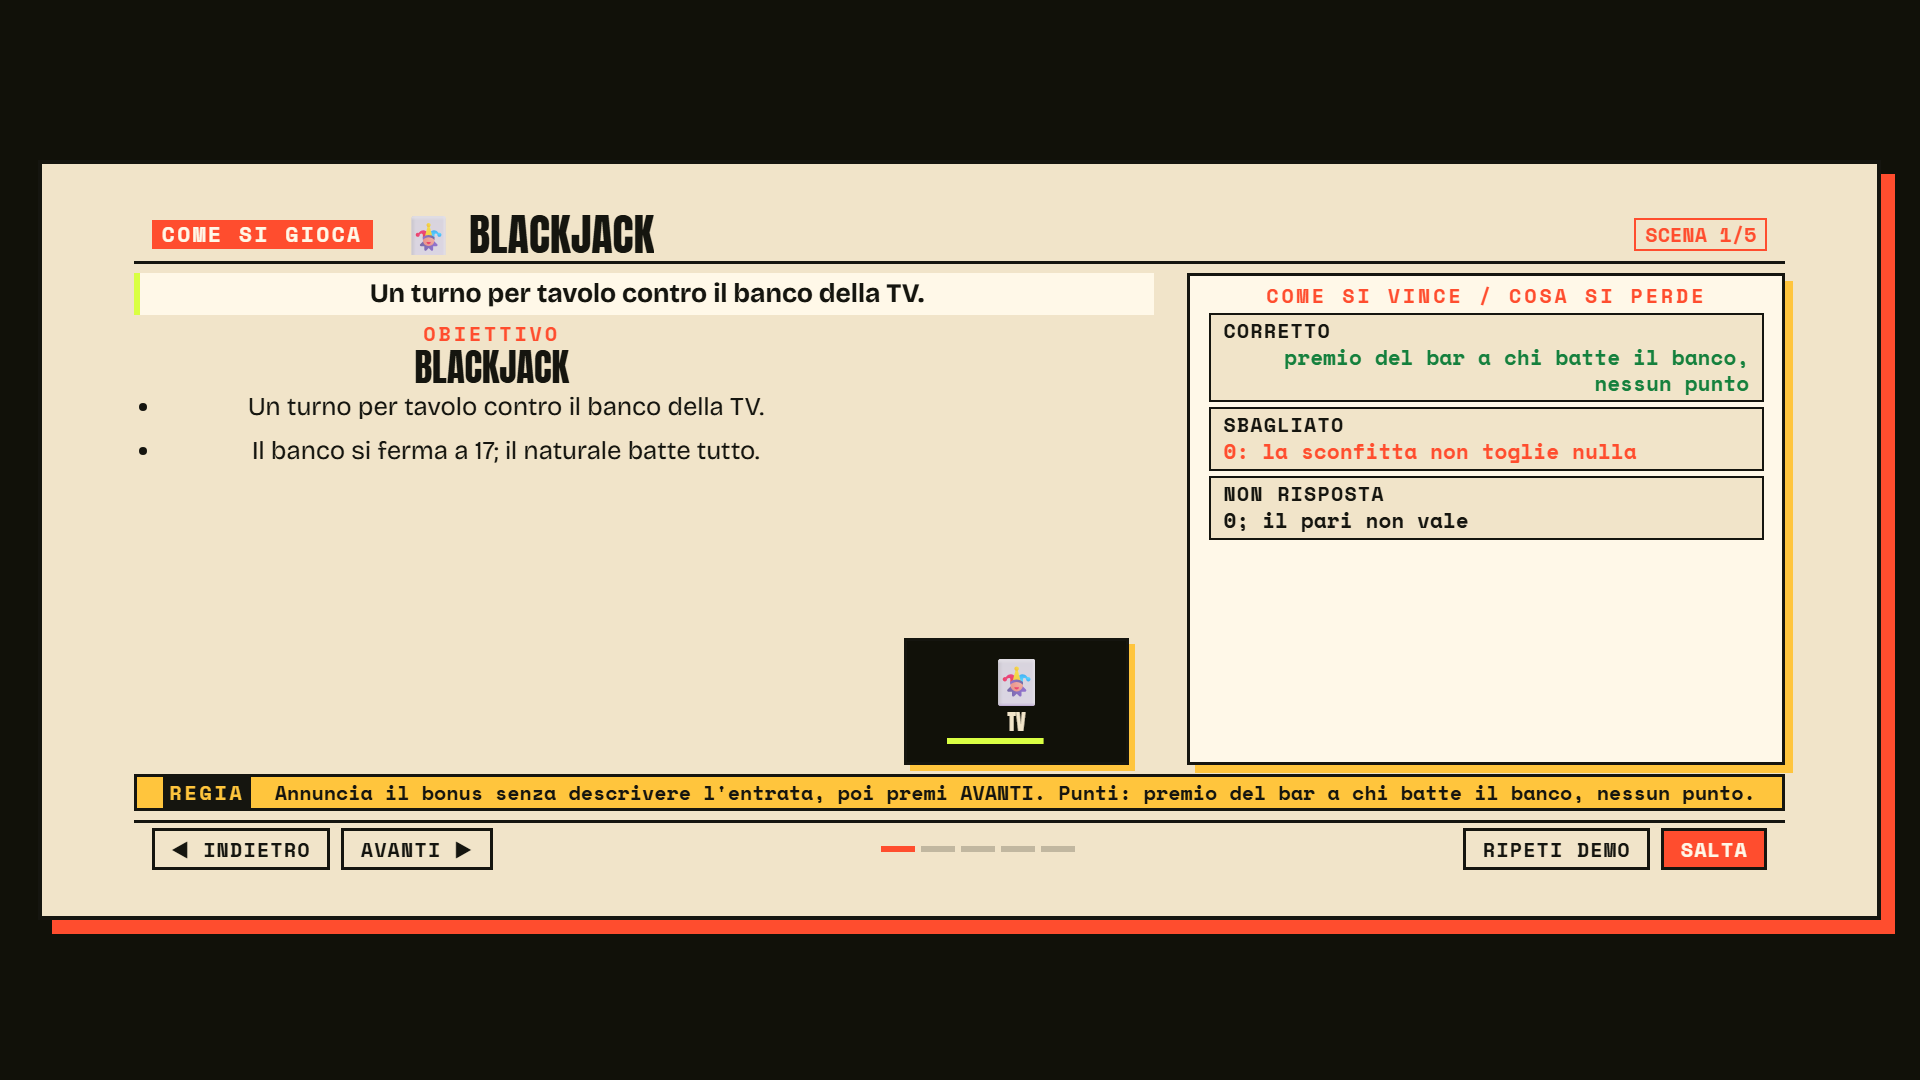 COME SI GIOCA
BLACKJACK
SCENA 1/5
Un turno per tavolo contro il banco della TV.
OBIETTIVO
BLACKJACK
• Un turno per tavolo contro il banco della TV.
• Il banco si ferma a 17; il naturale batte tutto.
TV
COME SI VINCE / COSA SI PERDE
CORRETTO
premio del bar a chi batte il banco,
nessun punto
SBAGLIATO
0: la sconfitta non toglie nulla
NON RISPOSTA
0; il pari non vale
REGIA Annuncia il bonus senza descrivere l'entrata, poi premi AVANTI. Punti: premio del bar a chi batte il banco, nessun punto.
◀ INDIETRO
AVANTI ▶
RIPETI DEMO
SALTA